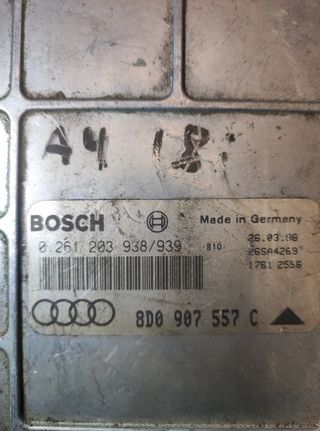 A4 1.8i
BOSCH Made in Germany
0 261 203 938/939 810 26.03.96
26SA4269
1761 2556
8D0 907 557 C